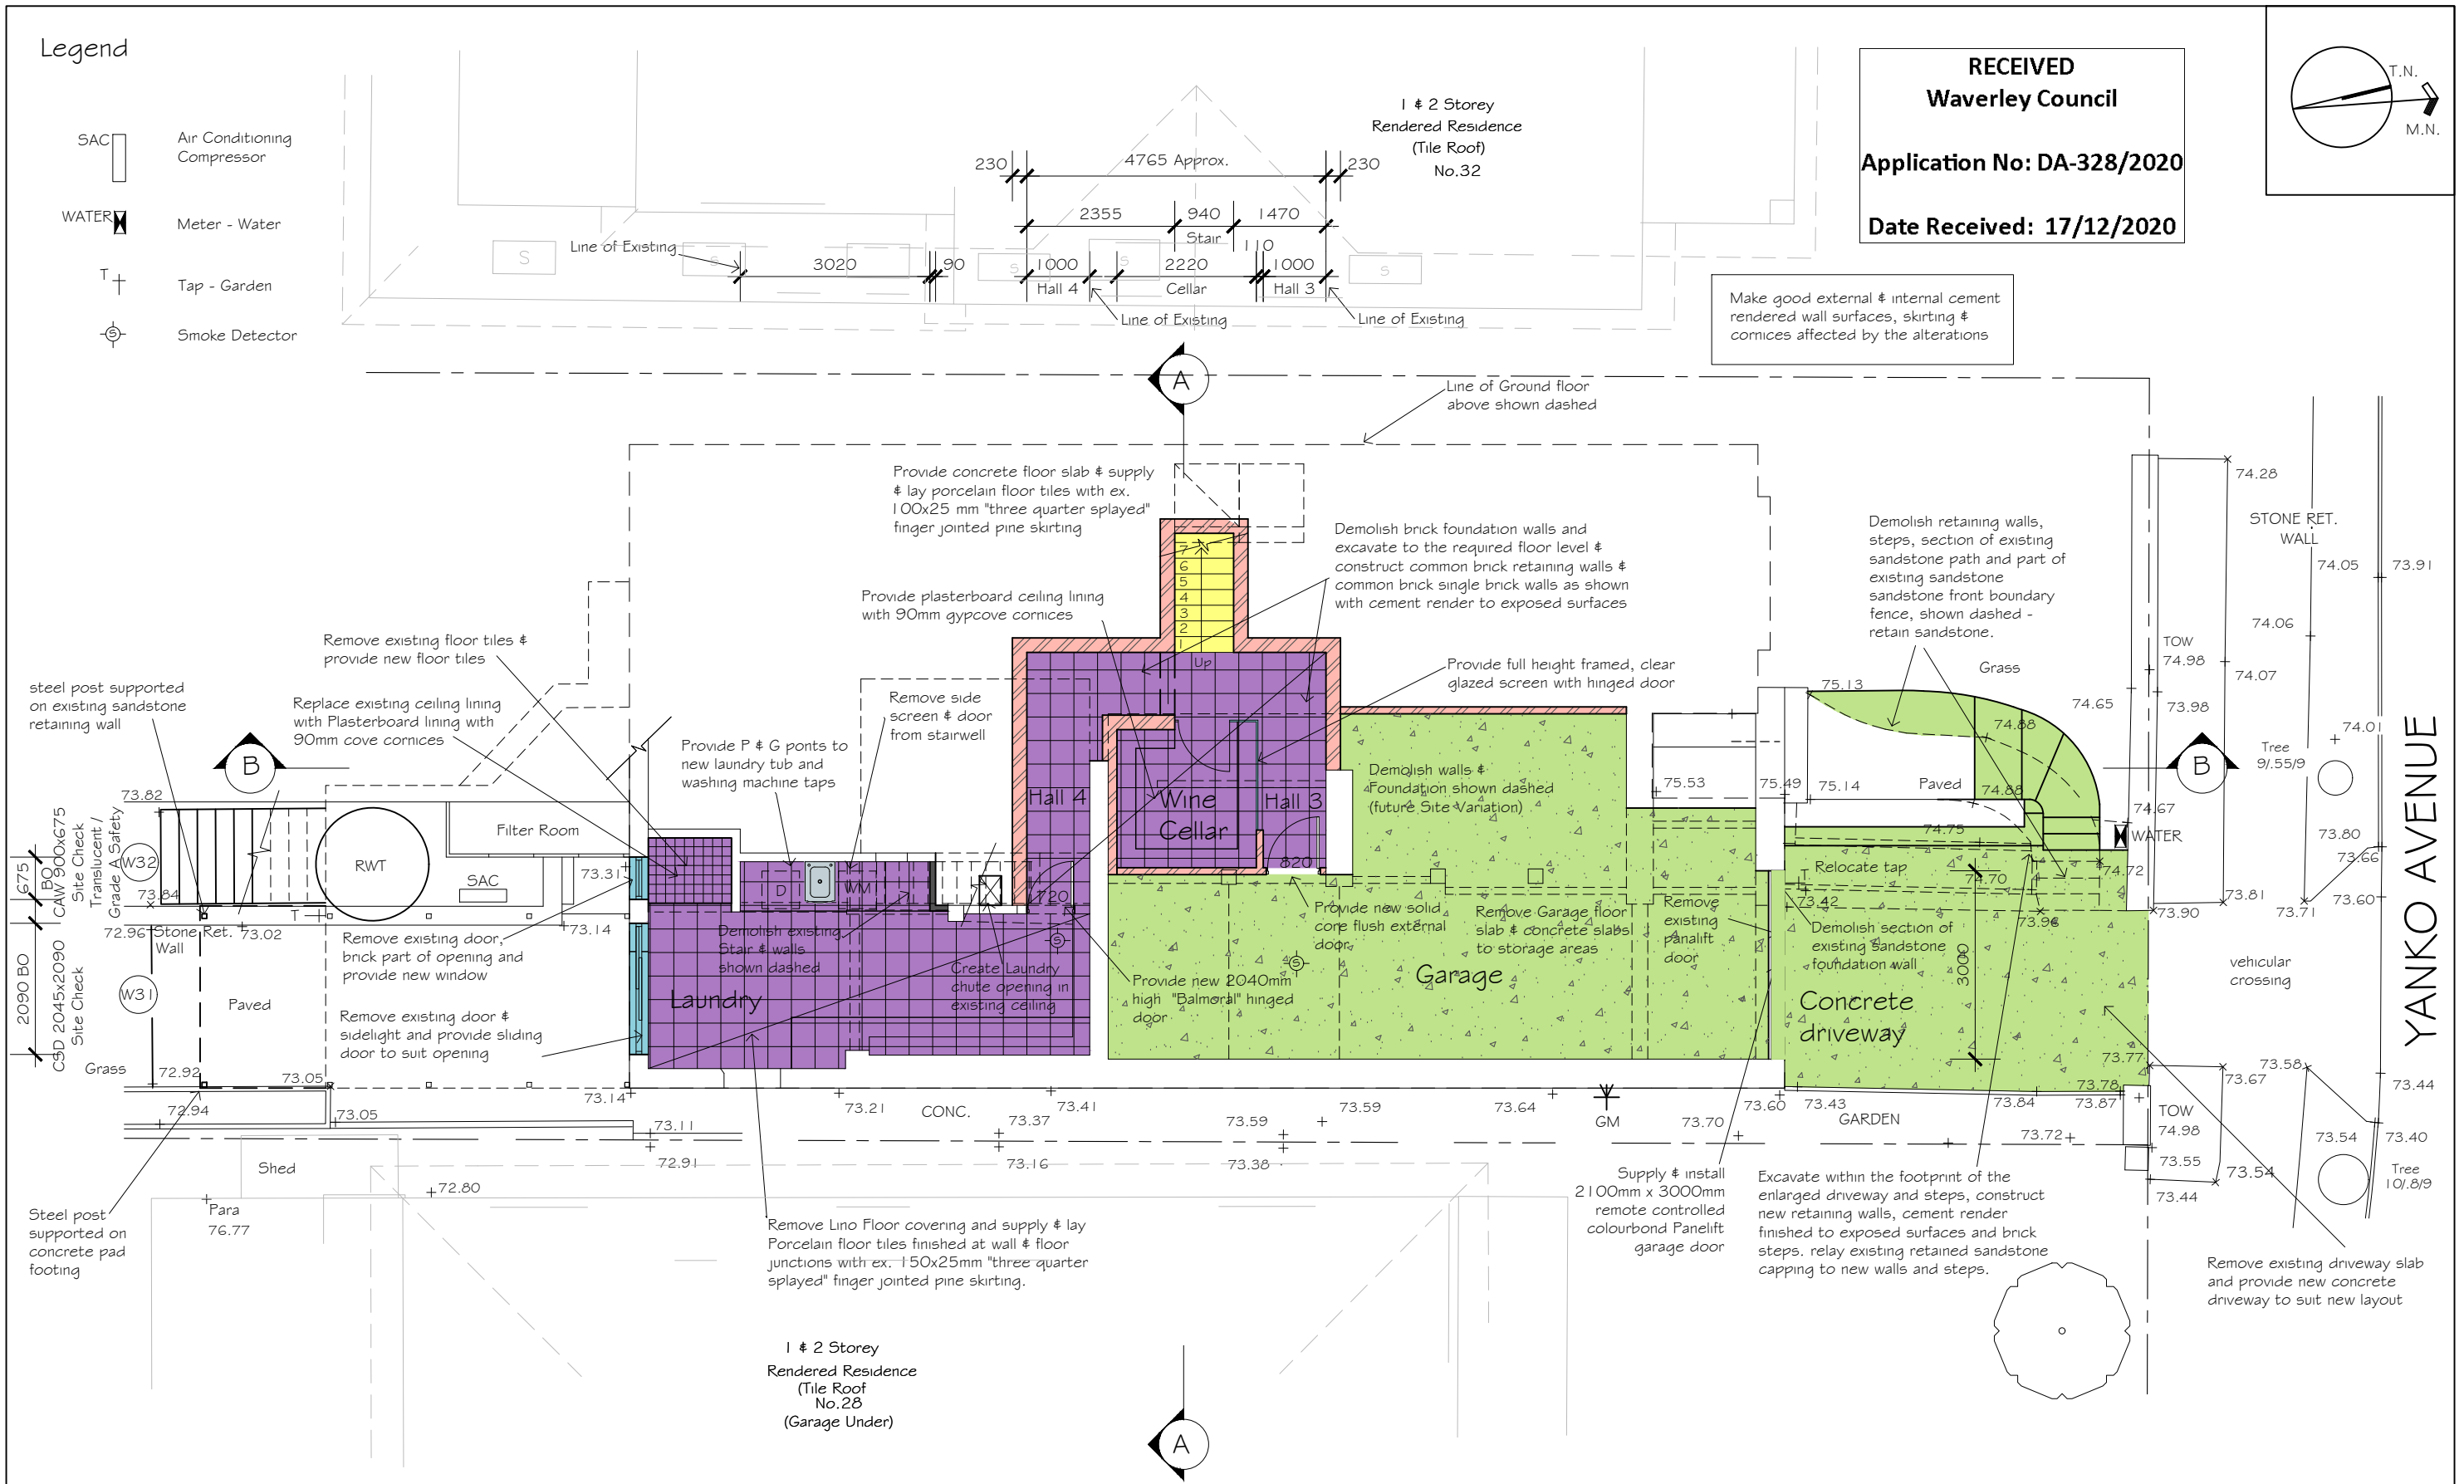 Legend
SAC
Air Conditioning
Compressor
WATER
Meter - Water
T
Tap - Garden
S
Smoke Detector
RECEIVED
Waverley Council
Application No: DA-328/2020
Date Received: 17/12/2020
T.N.
M.N.
1 & 2 Storey
Rendered Residence
(Tile Roof)
No.32
230
4765 Approx.
230
2355
940
1470
Stair
110
Line of Existing
3020
90
1000
2220
1000
Hall 4
Cellar
Hall 3
Line of Existing
Line of Existing
S
S
S
S
S
Make good external & internal cement
rendered wall surfaces, skirting &
cornices affected by the alterations
A
Line of Ground floor
above shown dashed
Provide concrete floor slab & supply
& lay porcelain floor tiles with ex.
100x25 mm "three quarter splayed"
finger jointed pine skirting
Demolish brick foundation walls and
excavate to the required floor level &
construct common brick retaining walls &
common brick single brick walls as shown
with cement render to exposed surfaces
Demolish retaining walls,
steps, section of existing
sandstone path and part of
existing sandstone
sandstone front boundary
fence, shown dashed -
retain sandstone.
Provide plasterboard ceiling lining
with 90mm gypcove cornices
Remove existing floor tiles &
provide new floor tiles
steel post supported
on existing sandstone
retaining wall
Replace existing ceiling lining
with Plasterboard lining with
90mm cove cornices
Remove side
screen & door
from stairwell
Provide P & G ponts to
new laundry tub and
washing machine taps
Provide full height framed, clear
glazed screen with hinged door
7
6
5
4
3
2
1
Up
74.28
STONE RET.
WALL
74.05
73.91
74.06
TOW
74.98
74.07
Grass
75.13
74.65
73.98
74.88
74.01
Tree
9/.55/9
B
B
YANKO AVENUE
Demolish walls &
Foundation shown dashed
(future Site Variation)
75.53
75.49
75.14
Paved
74.88
74.67
WATER
73.80
73.66
73.82
W32
675
BO
CAW 900x675
Site Check
Translucent /
Grade A Safety
Filter Room
RWT
SAC
73.31
Hall 4
Wine
Cellar
Hall 3
820
720
D
WM
74.75
Relocate tap
T
74.70
74.72
73.84
T
73.42
73.96
73.90
73.81
73.71
73.60
72.96
Stone Ret.
Wall
73.02
73.14
Remove existing door,
brick part of opening and
provide new window
Demolish existing
Stair & walls
shown dashed
Create Laundry
chute opening in
existing ceiling
S
Provide new solid
core flush external
door
S
Remove Garage floor
slab & concrete slabs
to storage areas
Remove
existing
panalift
door
Demolish section of
existing sandstone
foundation wall
3000
vehicular
crossing
2090 BO
CSD 2045x2090
Site Check
W31
Paved
Laundry
Provide new 2040mm
high "Balmoral" hinged
door
Garage
Concrete
driveway
Remove existing door &
sidelight and provide sliding
door to suit opening
Grass
72.92
73.05
73.77
73.67
73.58
73.44
72.94
73.05
73.14
73.21
CONC.
73.37
73.41
73.59
73.59
73.64
GM
73.70
73.60
73.43
GARDEN
73.84
73.78
73.87
73.72
TOW
74.98
73.55
73.44
73.54
73.54
73.40
Tree
10/.8/9
73.11
72.91
73.16
73.38
Shed
72.80
Para
76.77
Steel post
supported on
concrete pad
footing
Remove Lino Floor covering and supply & lay
Porcelain floor tiles finished at wall & floor
junctions with ex. 150x25mm "three quarter
splayed" finger jointed pine skirting.
Supply & install
2100mm x 3000mm
remote controlled
colourbond Panelift
garage door
Excavate within the footprint of the
enlarged driveway and steps, construct
new retaining walls, cement render
finished to exposed surfaces and brick
steps. relay existing retained sandstone
capping to new walls and steps.
Remove existing driveway slab
and provide new concrete
driveway to suit new layout
1 & 2 Storey
Rendered Residence
(Tile Roof
No.28
(Garage Under)
A